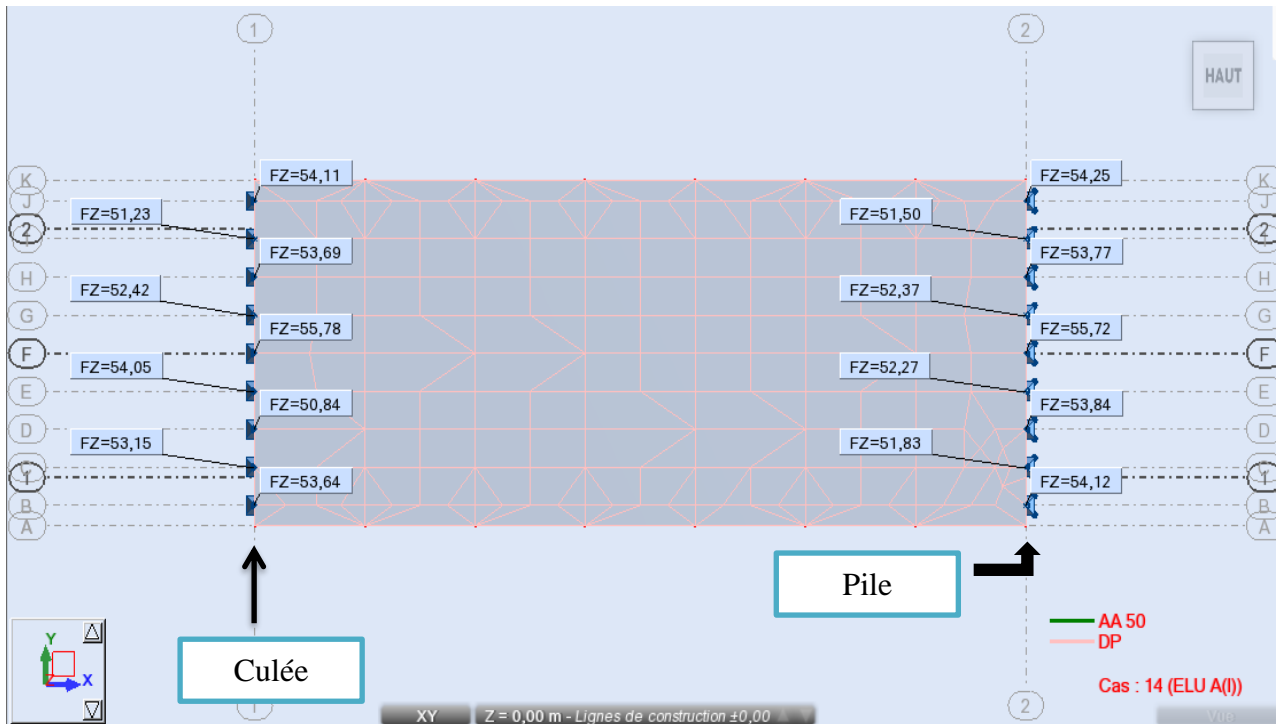 1 2
HAUT
K FZ=54,11 FZ=54,25 K
J J
FZ=51,23 FZ=51,50
2 2
FZ=53,69 FZ=53,77
H H
FZ=52,42 FZ=52,37
G G
FZ=55,78 FZ=55,72
F F
FZ=54,05 FZ=52,27
E E
FZ=50,84 FZ=53,84
D D
FZ=53,15 FZ=51,83
1 1
FZ=53,64 FZ=54,12
B B
A A
Pile
Culée
AA 50
DP
Cas : 14 (ELU A(l))
Y
Z
X
1 2
XY Z = 0,00 m - Lignes de construction ±0,00
Vue